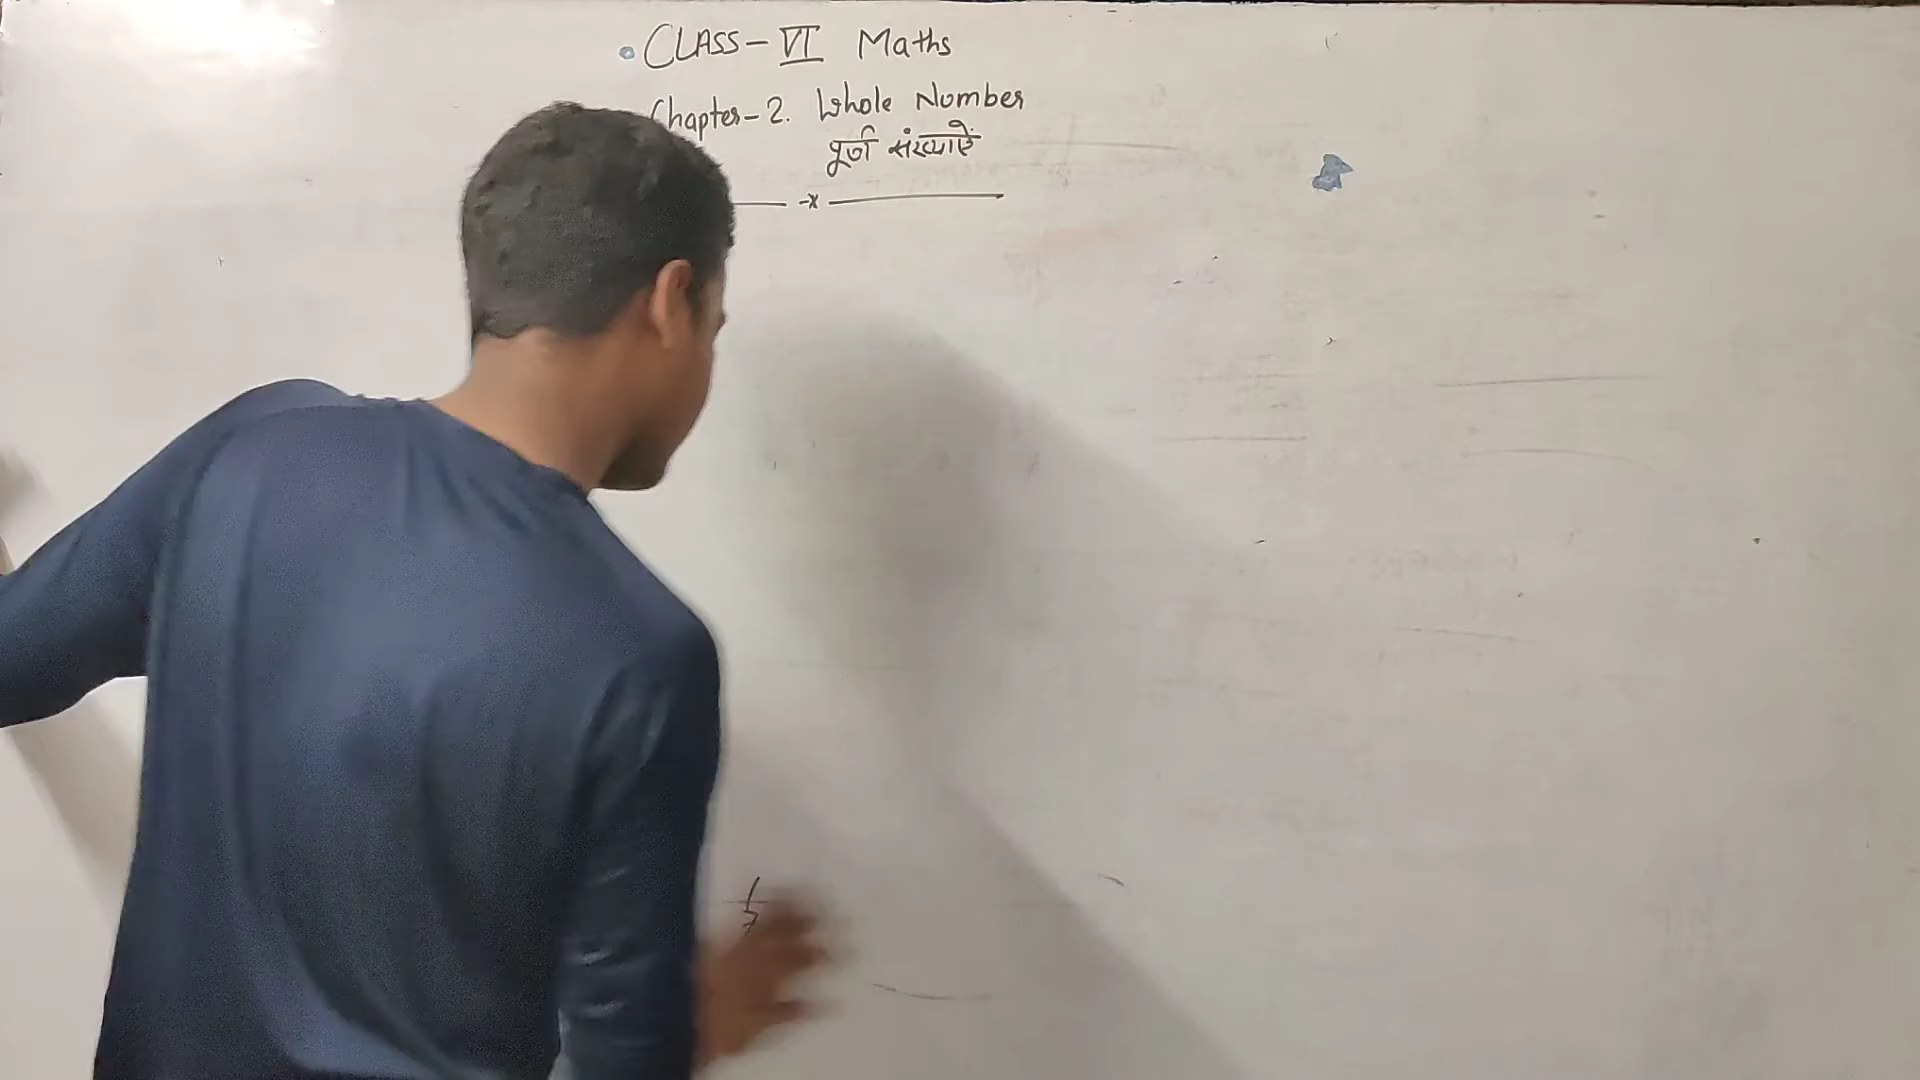 • CLASS - VI Maths
Chapter - 2. Whole Number
पूर्ण संख्याएँ